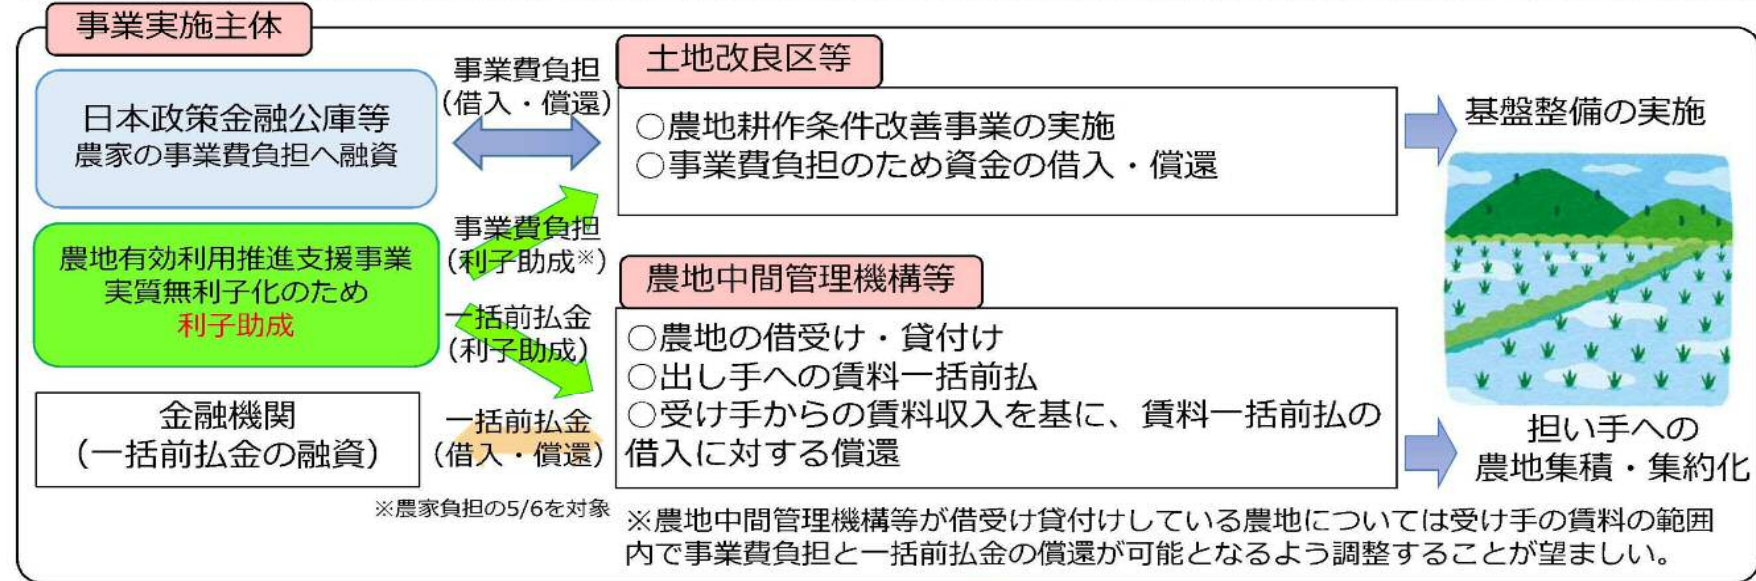 事業実施主体
日本政策金融公庫等
農家の事業費負担へ融資
農地有効利用推進支援事業
実質無利子化のため
利子助成
金融機関
（一括前払金の融資）
事業費負担
（借入・償還）
事業費負担
（利子助成※）
一括前払金
（利子助成）
一括前払金
（借入・償還）
※農家負担の5/6を対象
土地改良区等
○農地耕作条件改善事業の実施
○事業費負担のため資金の借入・償還
農地中間管理機構等
○農地の借受け・貸付け
○出し手への賃料一括前払
○受け手からの賃料収入を基に、賃料一括前払の
借入に対する償還
基盤整備の実施
担い手への
農地集積・集約化
※農地中間管理機構等が借受け貸付けしている農地については受け手の賃料の範囲
内で事業費負担と一括前払金の償還が可能となるよう調整することが望ましい。